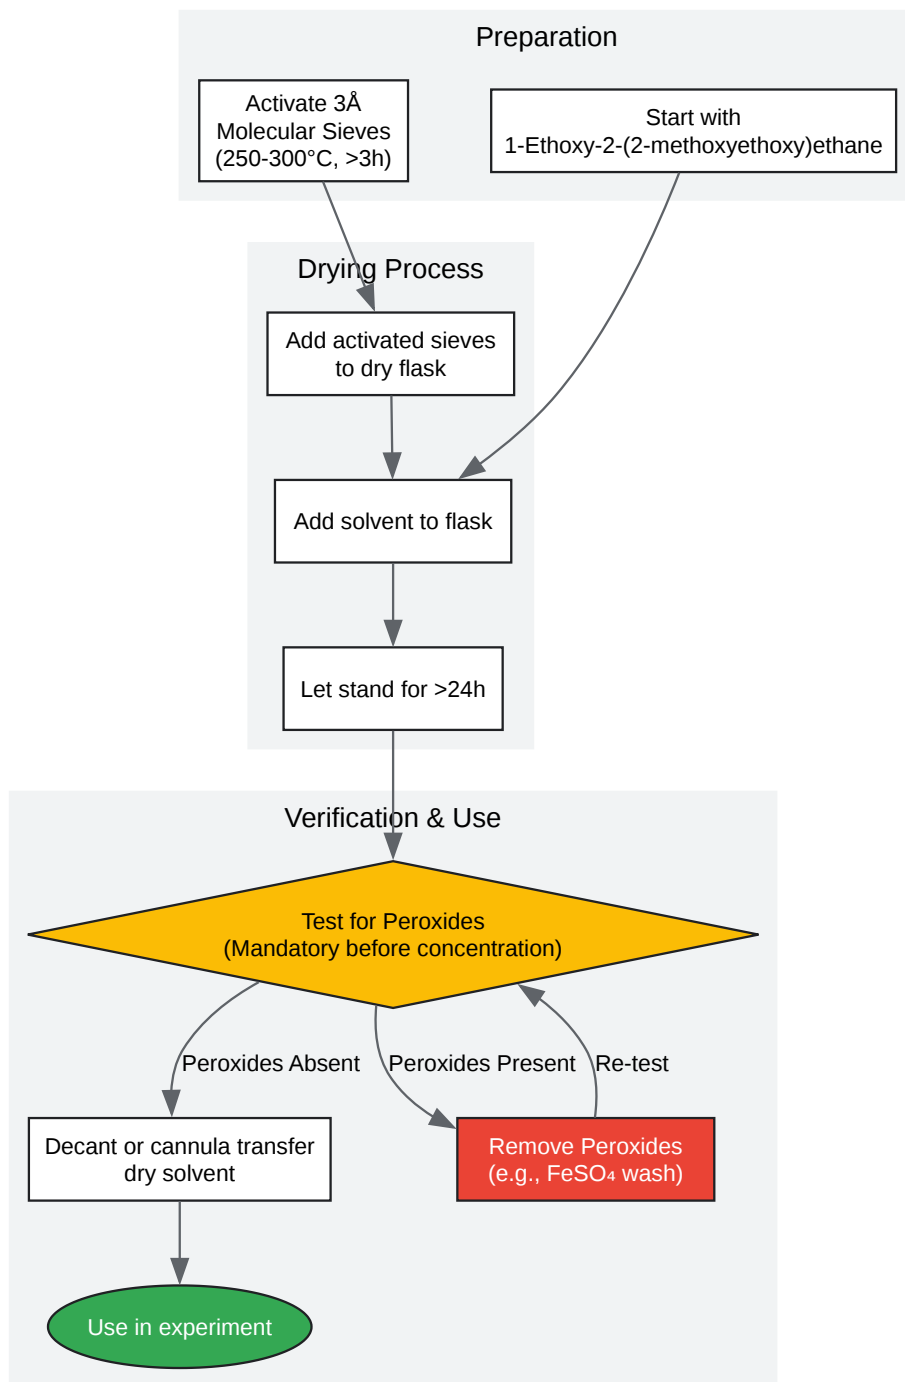 Preparation
Activate 3Å
Molecular Sieves
(250-300°C, >3h)
Start with
1-Ethoxy-2-(2-methoxyethoxy)ethane
Drying Process
Add activated sieves
to dry flask
Add solvent to flask
Let stand for >24h
Verification & Use
Test for Peroxides
(Mandatory before concentration)
Peroxides Absent
Peroxides Present
Re-test
Decant or cannula transfer
dry solvent
Remove Peroxides
(e.g., FeSO₄ wash)
Use in experiment